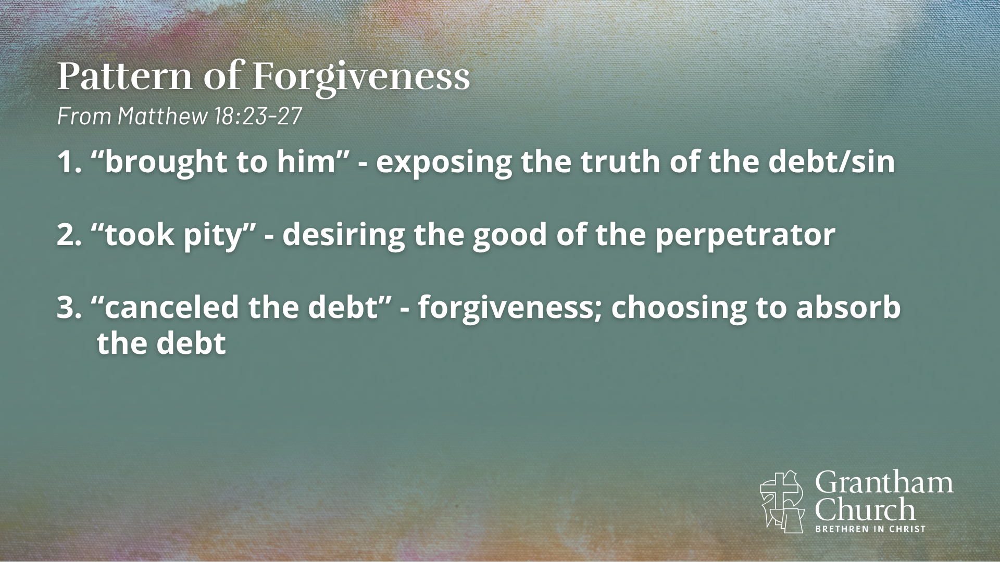 Pattern of Forgiveness
From Matthew 18:23-27
1. “brought to him” - exposing the truth of the debt/sin
2. “took pity” - desiring the good of the perpetrator
3. “canceled the debt” - forgiveness; choosing to absorb
the debt
Grantham
Church
BRETHREN IN CHRIST